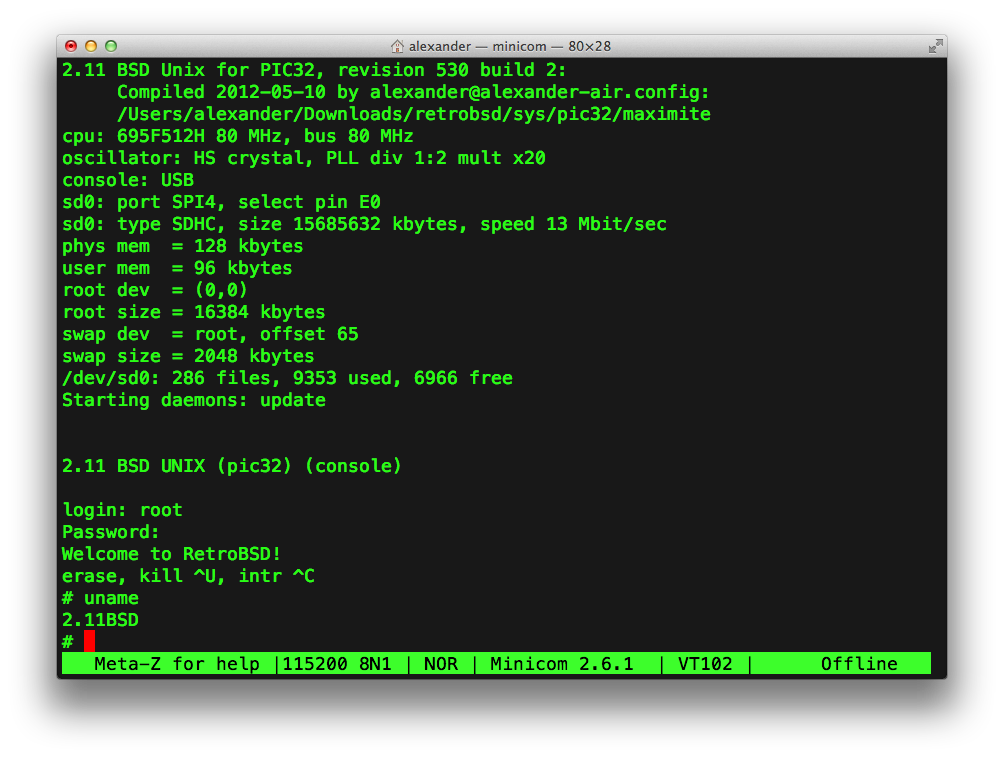 alexander — minicom — 80×28
2.11 BSD Unix for PIC32, revision 530 build 2:
     Compiled 2012-05-10 by alexander@alexander-air.config:
     /Users/alexander/Downloads/retrobsd/sys/pic32/maximite
cpu: 695F512H 80 MHz, bus 80 MHz
oscillator: HS crystal, PLL div 1:2 mult x20
console: USB
sd0: port SPI4, select pin E0
sd0: type SDHC, size 15685632 kbytes, speed 13 Mbit/sec
phys mem  = 128 kbytes
user mem  = 96 kbytes
root dev  = (0,0)
root size = 16384 kbytes
swap dev  = root, offset 65
swap size = 2048 kbytes
/dev/sd0: 286 files, 9353 used, 6966 free
Starting daemons: update
2.11 BSD UNIX (pic32) (console)
login: root
Password:
Welcome to RetroBSD!
erase, kill ^U, intr ^C
# uname
2.11BSD
#
Meta-Z for help |115200 8N1 | NOR | Minicom 2.6.1  | VT102 |      Offline